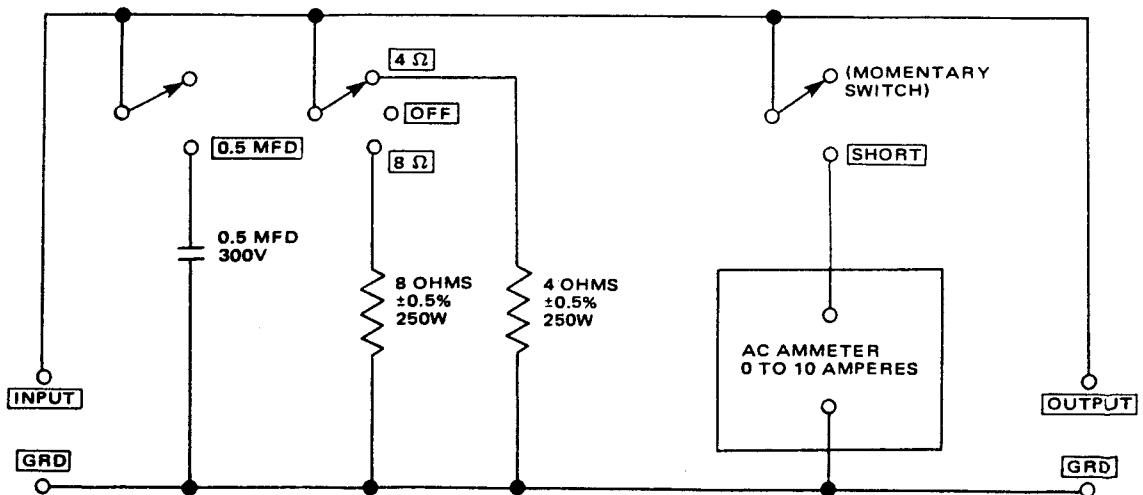 4 Ω
(MOMENTARY
SWITCH)
OFF
0.5 MFD
8 Ω
SHORT
0.5 MFD
300V
8 OHMS
±0.5%
250W
4 OHMS
±0.5%
250W
AC AMMETER
0 TO 10 AMPERES
INPUT
OUTPUT
GRD
GRD